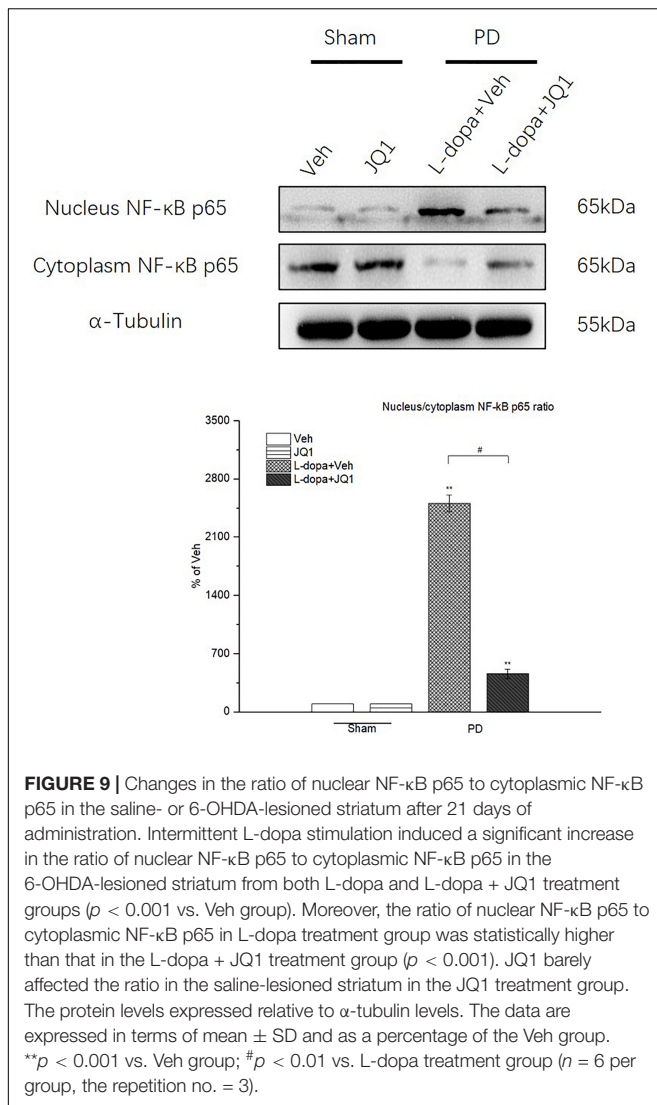 Sham PD
Veh JQ1 L-dopa+Veh L-dopa+JQ1
Nucleus NF-κB p65 65kDa
Cytoplasm NF-κB p65 65kDa
α-Tubulin 55kDa
Nucleus/cytoplasm NF-kB p65 ratio
3500
2800
2100
1400
700
0
% of Veh
Veh
JQ1
L-dopa+Veh
L-dopa+JQ1
#
**
**
Sham PD
FIGURE 9 | Changes in the ratio of nuclear NF-κB p65 to cytoplasmic NF-κB
p65 in the saline- or 6-OHDA-lesioned striatum after 21 days of
administration. Intermittent L-dopa stimulation induced a significant increase
in the ratio of nuclear NF-κB p65 to cytoplasmic NF-κB p65 in the
6-OHDA-lesioned striatum from both L-dopa and L-dopa + JQ1 treatment
groups (p < 0.001 vs. Veh group). Moreover, the ratio of nuclear NF-κB p65 to
cytoplasmic NF-κB p65 in L-dopa treatment group was statistically higher
than that in the L-dopa + JQ1 treatment group (p < 0.001). JQ1 barely
affected the ratio in the saline-lesioned striatum in the JQ1 treatment group.
The protein levels expressed relative to α-tubulin levels. The data are
expressed in terms of mean ± SD and as a percentage of the Veh group.
**p < 0.001 vs. Veh group; #p < 0.01 vs. L-dopa treatment group (n = 6 per
group, the repetition no. = 3).